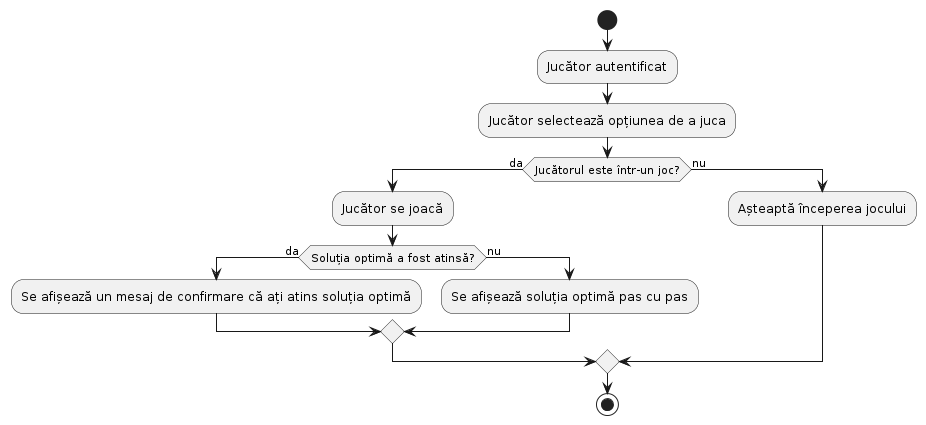 Jucător autentificat
Jucător selectează opțiunea de a juca
da
Jucătorul este într-un joc?
nu
Jucător se joacă
Așteaptă începerea jocului
da
Soluția optimă a fost atinsă?
nu
Se afișează un mesaj de confirmare că ați atins soluția optimă
Se afișează soluția optimă pas cu pas